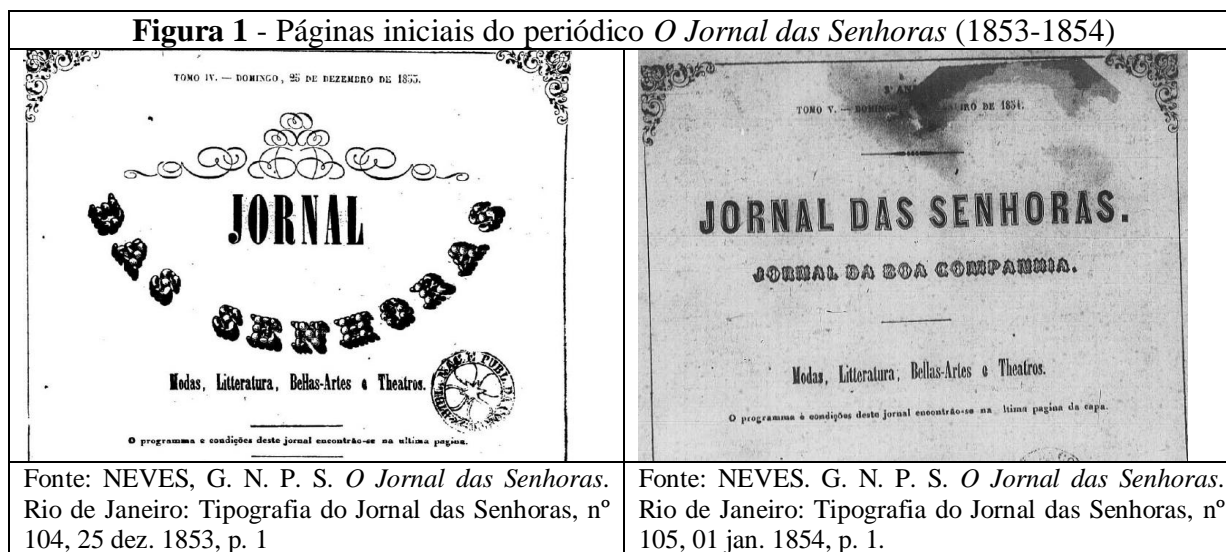 Figura 1 - Páginas iniciais do periódico O Jornal das Senhoras (1853-1854)
TOMO IV. — DOMINGO, 25 DE DEZEMBRO DE 1853.
JORNAL
DAS SENHORAS
Modas, Litteratura, Bellas-Artes e Theatros.
O programma e condições deste jornal encontrão-se na ultima pagina.
3º ANNO
TOMO V. — DOMINGO DE 1854.
JORNAL DAS SENHORAS.
JORNAL DA BOA COMPANHIA.
Modas, Litteratura, Bellas-Artes e Theatros.
O programma e condições deste jornal encontrão-se na ltima pagina da capa.
Fonte: NEVES, G. N. P. S. O Jornal das Senhoras.
Rio de Janeiro: Tipografia do Jornal das Senhoras, nº
104, 25 dez. 1853, p. 1
Fonte: NEVES. G. N. P. S. O Jornal das Senhoras.
Rio de Janeiro: Tipografia do Jornal das Senhoras, nº
105, 01 jan. 1854, p. 1.